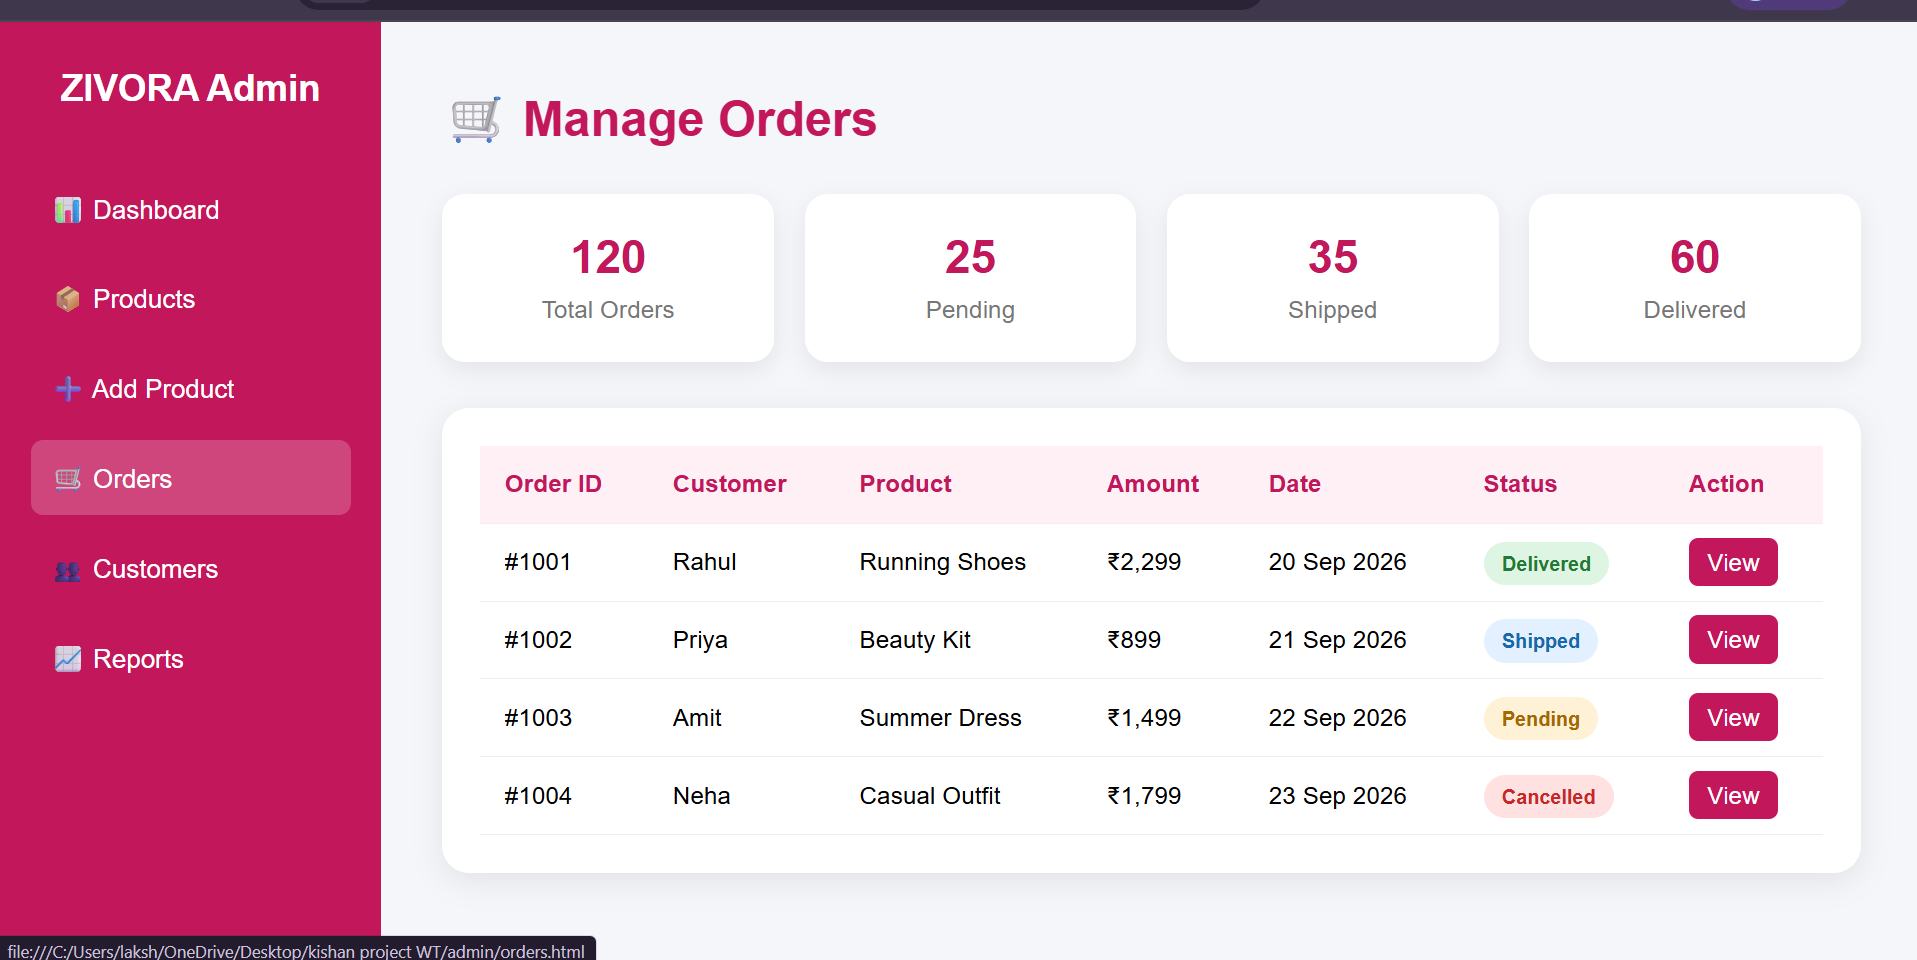 ZIVORA Admin
Dashboard
Products
Add Product
Orders
Customers
Reports
Manage Orders
120
Total Orders
25
Pending
35
Shipped
60
Delivered
Order ID Customer Product Amount Date Status Action
#1001 Rahul Running Shoes ₹2,299 20 Sep 2026 Delivered View
#1002 Priya Beauty Kit ₹899 21 Sep 2026 Shipped View
#1003 Amit Summer Dress ₹1,499 22 Sep 2026 Pending View
#1004 Neha Casual Outfit ₹1,799 23 Sep 2026 Cancelled View
file:///C:/Users/laksh/OneDrive/Desktop/kishan project WT/admin/orders.html